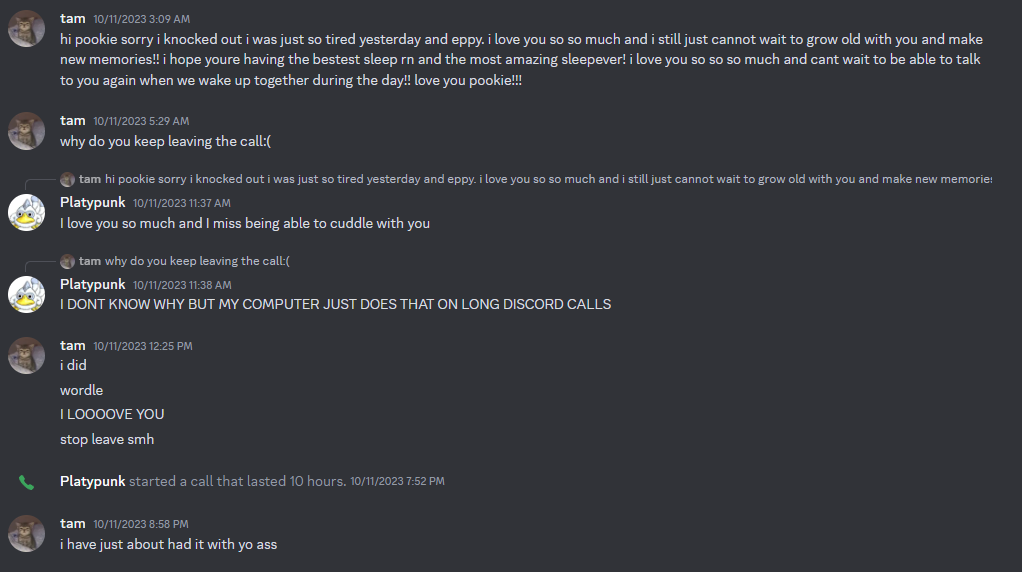 tam 10/11/2023 3:09 AM
hi pookie sorry i knocked out i was just so tired yesterday and eppy. i love you so so much and i still just cannot wait to grow old with you and make
new memories!! i hope youre having the bestest sleep rn and the most amazing sleepever! i love you so so so much and cant wait to be able to talk
to you again when we wake up together during the day!! love you pookie!!!
tam 10/11/2023 5:29 AM
why do you keep leaving the call:(
tam hi pookie sorry i knocked out i was just so tired yesterday and eppy. i love you so so much and i still just cannot wait to grow old with you and make new memories
Platypunk 10/11/2023 11:37 AM
I love you so much and I miss being able to cuddle with you
tam why do you keep leaving the call:(
Platypunk 10/11/2023 11:38 AM
I DONT KNOW WHY BUT MY COMPUTER JUST DOES THAT ON LONG DISCORD CALLS
tam 10/11/2023 12:25 PM
i did
wordle
I LOOOOVE YOU
stop leave smh
Platypunk started a call that lasted 10 hours. 10/11/2023 7:52 PM
tam 10/11/2023 8:58 PM
i have just about had it with yo ass